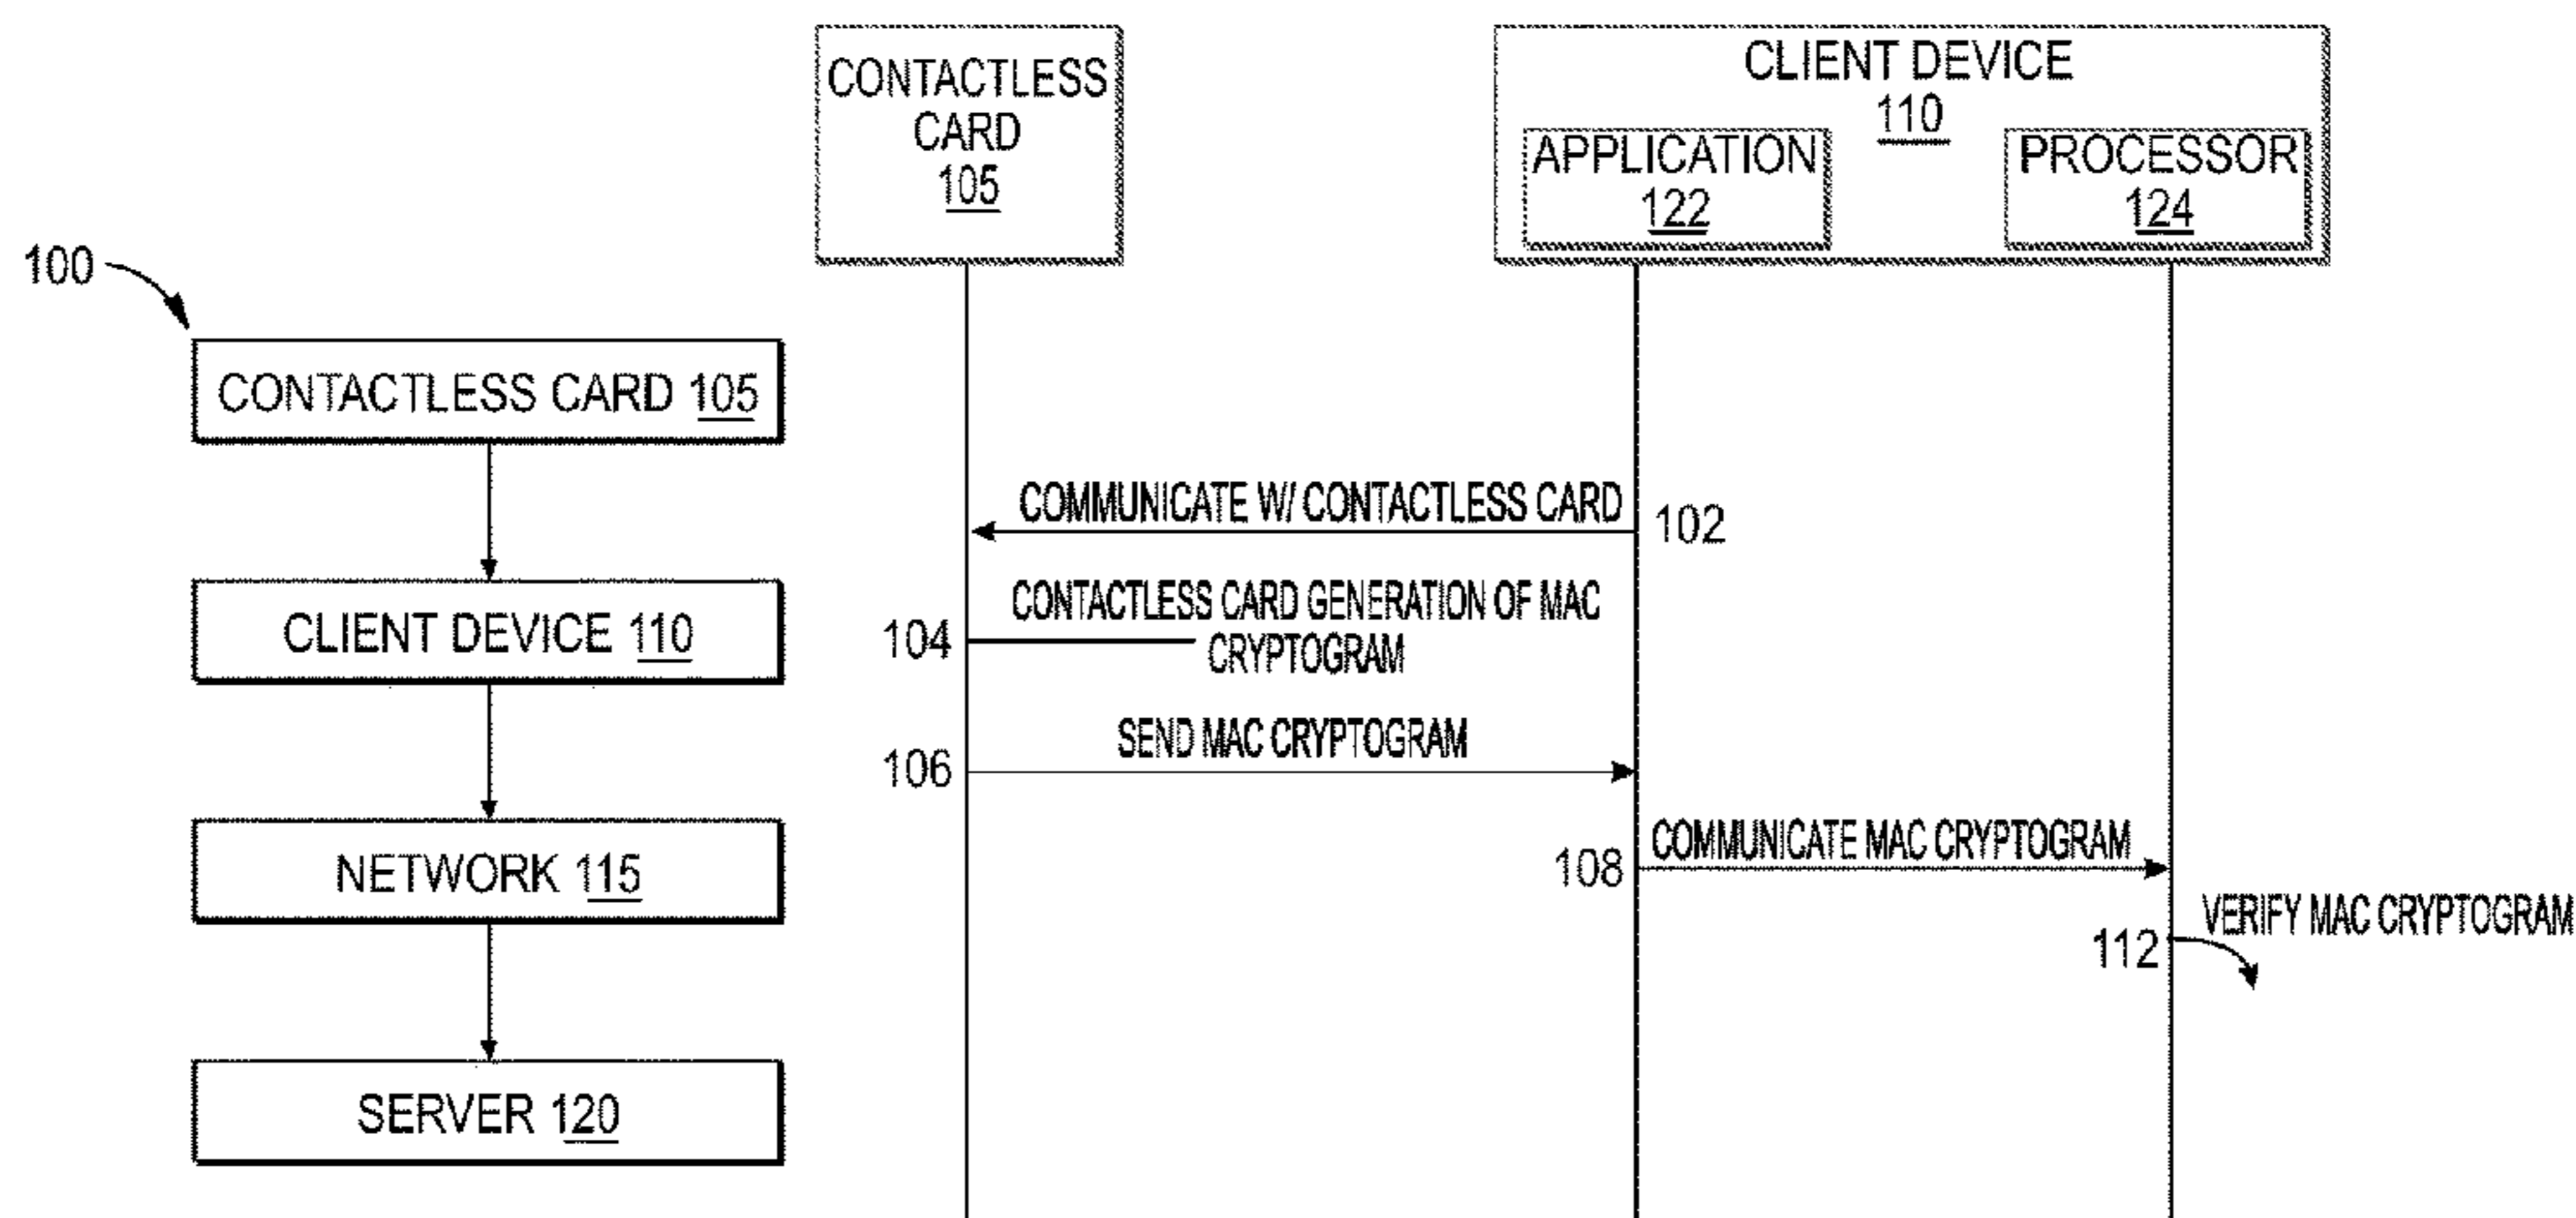 100
CONTACTLESS CARD 105
CLIENT DEVICE 110
NETWORK 115
SERVER 120
CONTACTLESS
CARD
105
CLIENT DEVICE
110
APPLICATION
122
PROCESSOR
124
COMMUNICATE W/ CONTACTLESS CARD
102
CONTACTLESS CARD GENERATION OF MAC
104
CRYPTOGRAM
SEND MAC CRYPTOGRAM
106
COMMUNICATE MAC CRYPTOGRAM
108
VERIFY MAC CRYPTOGRAM
112